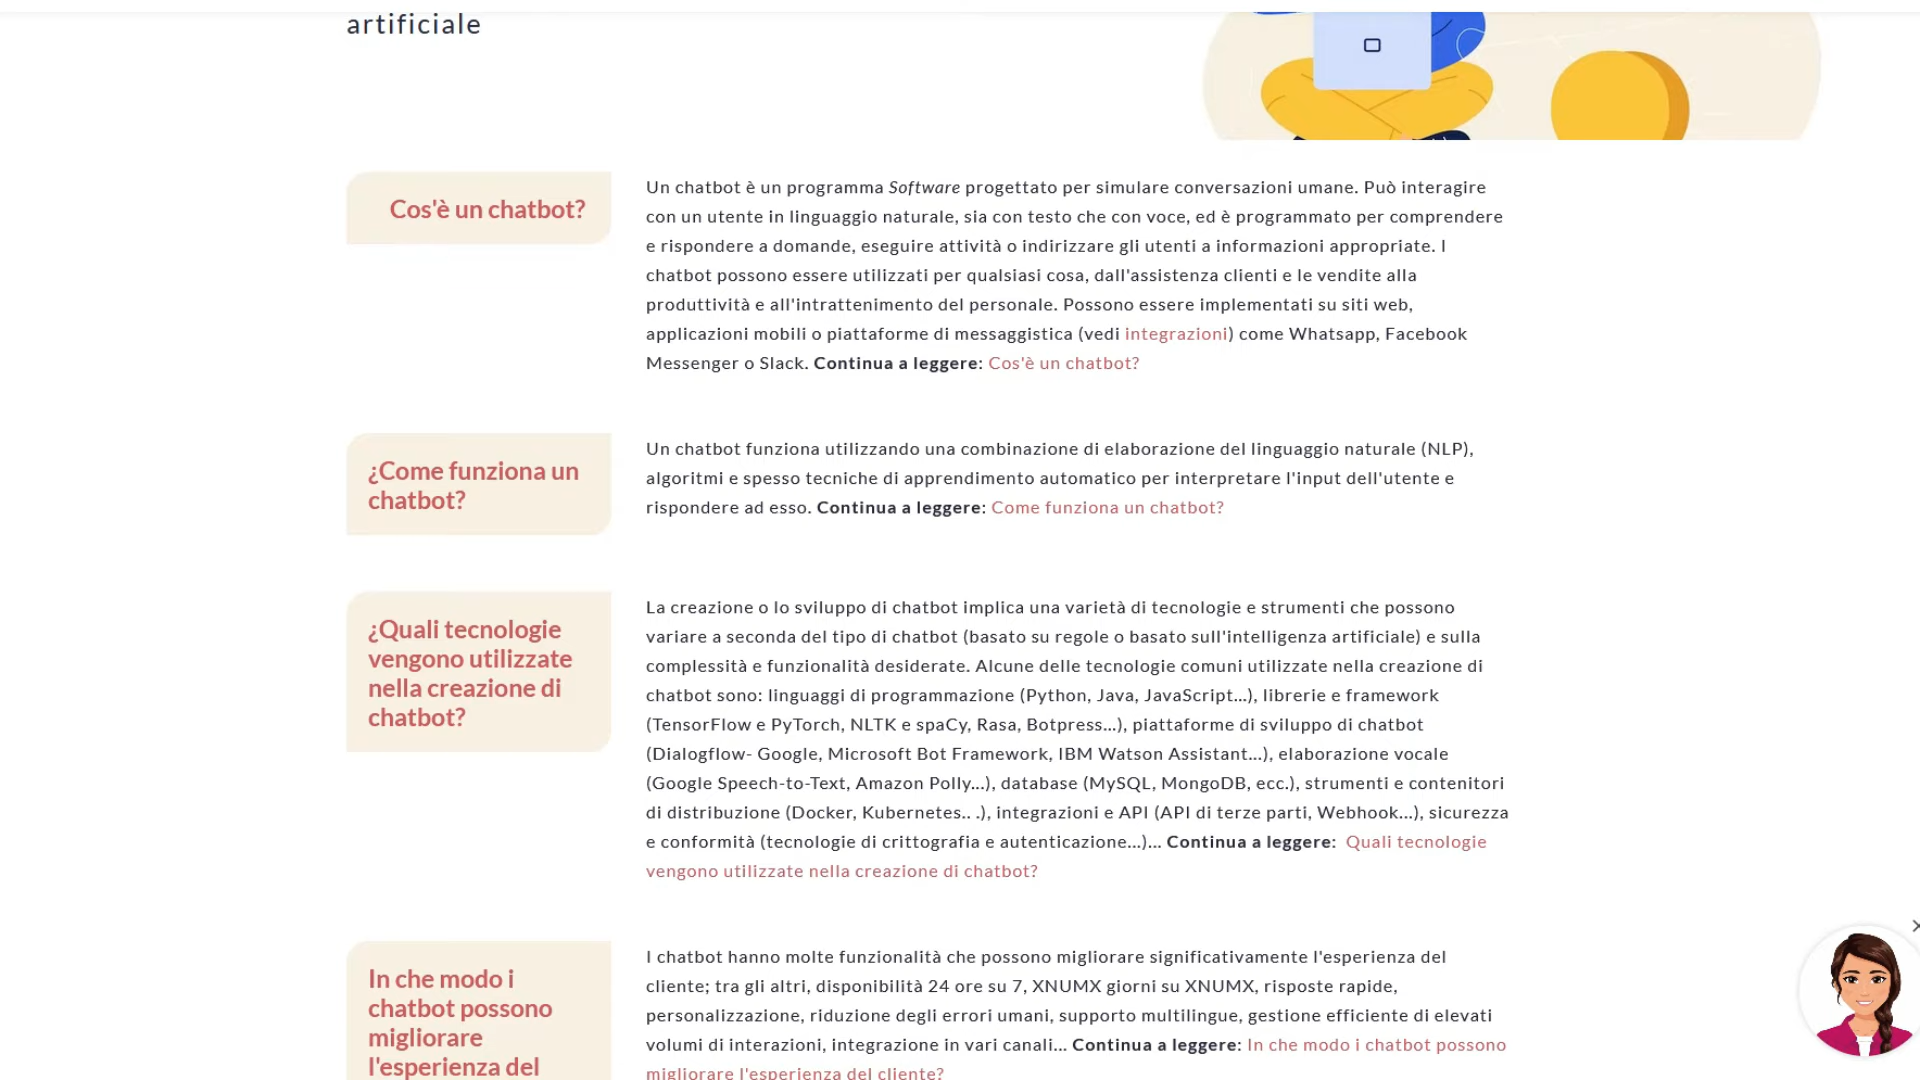 artificiale
Cos'è un chatbot?
Un chatbot è un programma Software progettato per simulare conversazioni umane. Può interagire
con un utente in linguaggio naturale, sia con testo che con voce, ed è programmato per comprendere
e rispondere a domande, eseguire attività o indirizzare gli utenti a informazioni appropriate. I
chatbot possono essere utilizzati per qualsiasi cosa, dall'assistenza clienti e le vendite alla
produttività e all'intrattenimento del personale. Possono essere implementati su siti web,
applicazioni mobili o piattaforme di messaggistica (vedi integrazioni) come Whatsapp, Facebook
Messenger o Slack. Continua a leggere: Cos'è un chatbot?
¿Come funziona un
chatbot?
Un chatbot funziona utilizzando una combinazione di elaborazione del linguaggio naturale (NLP),
algoritmi e spesso tecniche di apprendimento automatico per interpretare l'input dell'utente e
rispondere ad esso. Continua a leggere: Come funziona un chatbot?
¿Quali tecnologie
vengono utilizzate
nella creazione di
chatbot?
La creazione o lo sviluppo di chatbot implica una varietà di tecnologie e strumenti che possono
variare a seconda del tipo di chatbot (basato su regole o basato sull'intelligenza artificiale) e sulla
complessità e funzionalità desiderate. Alcune delle tecnologie comuni utilizzate nella creazione di
chatbot sono: linguaggi di programmazione (Python, Java, JavaScript...), librerie e framework
(TensorFlow e PyTorch, NLTK e spaCy, Rasa, Botpress...), piattaforme di sviluppo di chatbot
(Dialogflow- Google, Microsoft Bot Framework, IBM Watson Assistant...), elaborazione vocale
(Google Speech-to-Text, Amazon Polly...), database (MySQL, MongoDB, ecc.), strumenti e contenitori
di distribuzione (Docker, Kubernetes.. .), integrazioni e API (API di terze parti, Webhook...), sicurezza
e conformità (tecnologie di crittografia e autenticazione...)... Continua a leggere: Quali tecnologie
vengono utilizzate nella creazione di chatbot?
In che modo i
chatbot possono
migliorare
l'esperienza del
I chatbot hanno molte funzionalità che possono migliorare significativamente l'esperienza del
cliente; tra gli altri, disponibilità 24 ore su 7, XNUMX giorni su XNUMX, risposte rapide,
personalizzazione, riduzione degli errori umani, supporto multilingue, gestione efficiente di elevati
volumi di interazioni, integrazione in vari canali... Continua a leggere: In che modo i chatbot possono
migliorare l'esperienza del cliente?